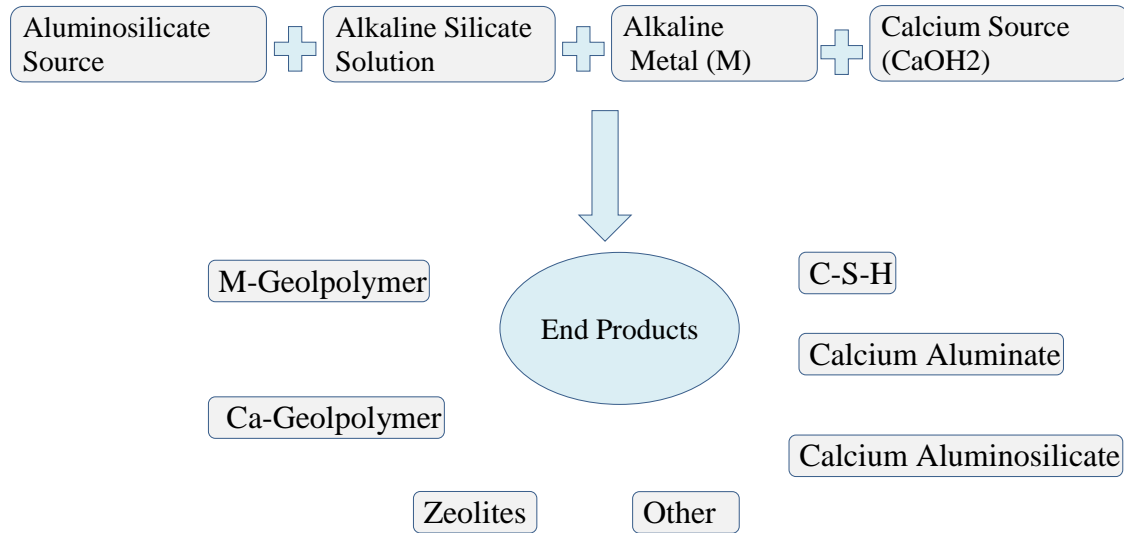 Aluminosilicate
Source
Alkaline Silicate
Solution
Alkaline
Metal (M)
Calcium Source
(CaOH2)
M-Geolpolymer
C-S-H
End Products
Calcium Aluminate
Ca-Geolpolymer
Calcium Aluminosilicate
Zeolites
Other